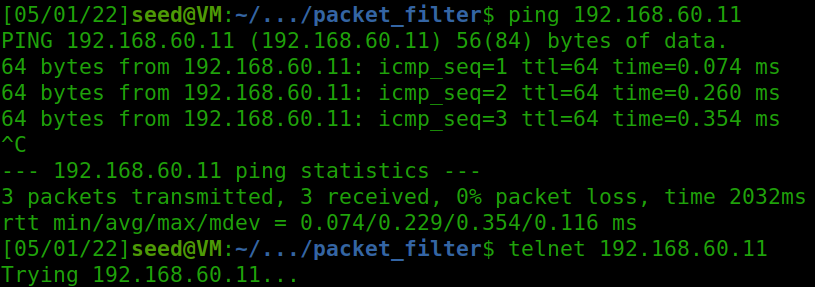 [05/01/22]seed@VM:~/.../packet_filter$ ping 192.168.60.11
PING 192.168.60.11 (192.168.60.11) 56(84) bytes of data.
64 bytes from 192.168.60.11: icmp_seq=1 ttl=64 time=0.074 ms
64 bytes from 192.168.60.11: icmp_seq=2 ttl=64 time=0.260 ms
64 bytes from 192.168.60.11: icmp_seq=3 ttl=64 time=0.354 ms
^C
--- 192.168.60.11 ping statistics ---
3 packets transmitted, 3 received, 0% packet loss, time 2032ms
rtt min/avg/max/mdev = 0.074/0.229/0.354/0.116 ms
[05/01/22]seed@VM:~/.../packet_filter$ telnet 192.168.60.11
Trying 192.168.60.11...